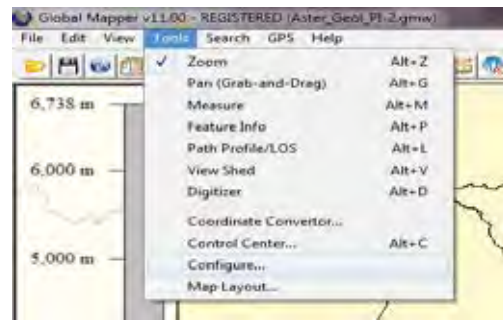 Global Mapper v11.00 - REGISTERED (Aster_Geol_PI-2.gmw)
File Edit View Tools Search GPS Help
Zoom Alt+Z
Pan (Grab-and-Drag) Alt+G
Measure Alt+M
Feature Info Alt+P
Path Profile/LOS Alt+L
View Shed Alt+V
Digitizer Alt+D
Coordinate Convertor...
Control Center... Alt+C
Configure...
Map Layout...
6,738 m
6,000 m
5,000 m